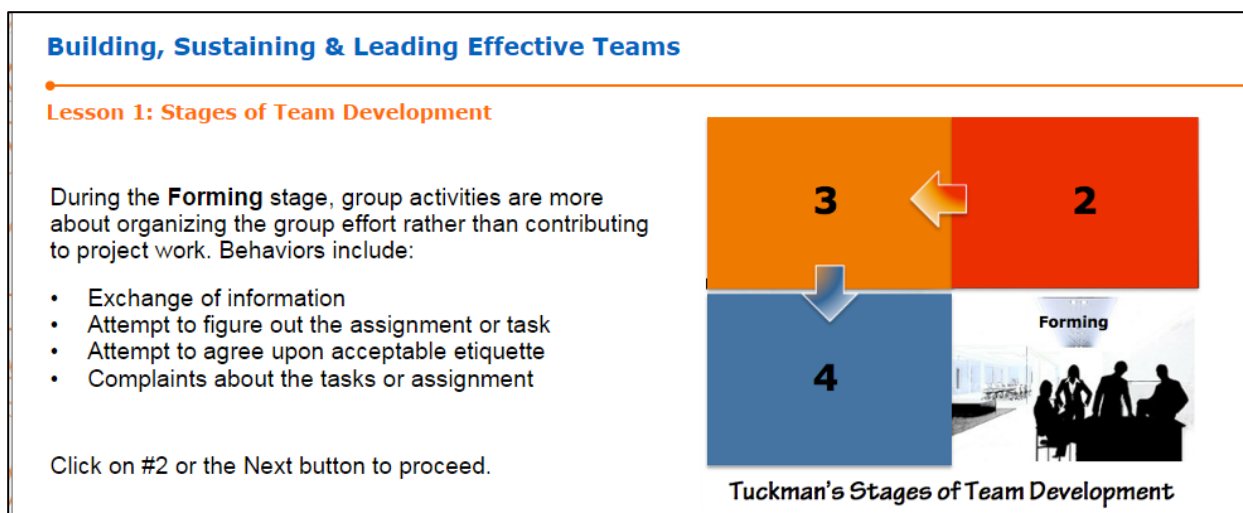 Building, Sustaining & Leading Effective Teams
Lesson 1: Stages of Team Development
During the Forming stage, group activities are more
about organizing the group effort rather than contributing
to project work. Behaviors include:
• Exchange of information
• Attempt to figure out the assignment or task
• Attempt to agree upon acceptable etiquette
• Complaints about the tasks or assignment
Click on #2 or the Next button to proceed.
3
2
4
Forming
Tuckman's Stages of Team Development